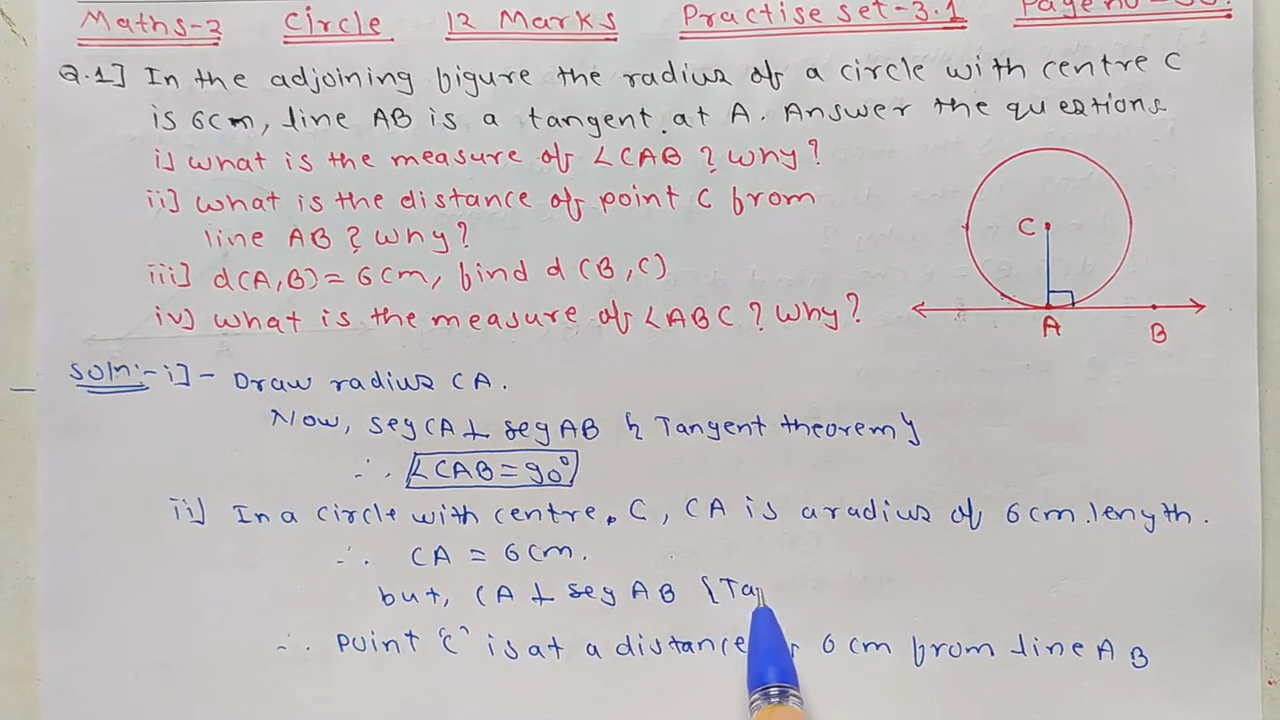 Maths-2 Circle 12 Marks Practise set-3.1 Page no
Q.1] In the adjoining figure the radius of a circle with centre C
is 6cm, line AB is a tangent at A. Answer the questions
i] what is the measure of ∠CAB ? Why?
ii] what is the distance of point C from
line AB ? Why?
iii] d(A,B)= 6cm, find d (B,C)
iv] what is the measure of ∠ABC ? Why?
C
A
B
Soln:- i] - Draw radius CA.
Now, seg CA ⊥ seg AB { Tangent theorem }
∴ ∠CAB = 90°
ii] In a circle with centre C, CA is a radius of 6cm length.
∴ CA = 6cm.
but, CA ⊥ seg AB {Ta
∴ point 'C' is at a distance 6cm from line AB